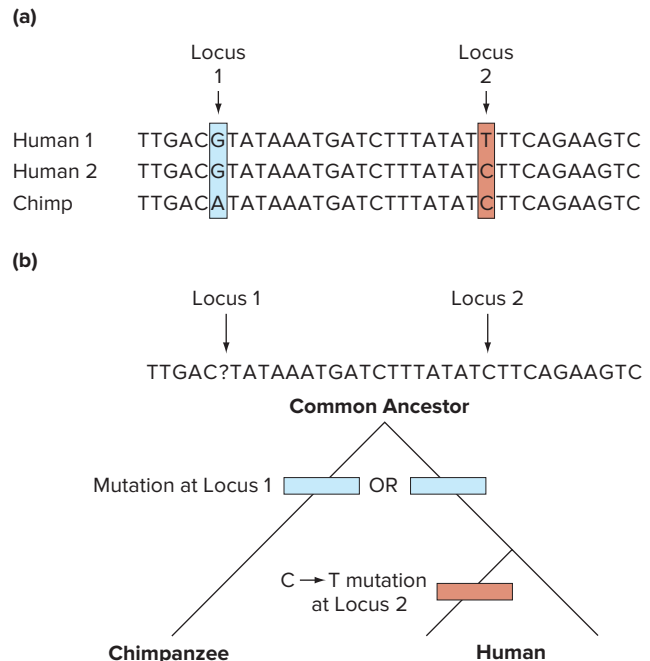 (a)
Locus
1
Locus
2
Human 1 TTGACGTATAAATGATCTTTATATTTTCAGAAGTC
Human 2 TTGACGTATAAATGATCTTTATATCTTCAGAAGTC
Chimp TTGACATATAAATGATCTTTATATCTTCAGAAGTC
(b)
Locus 1 Locus 2
TTGAC?TATAAATGATCTTTATATCTTCAGAAGTC
Common Ancestor
Mutation at Locus 1 OR
C → T mutation
at Locus 2
Chimpanzee Human